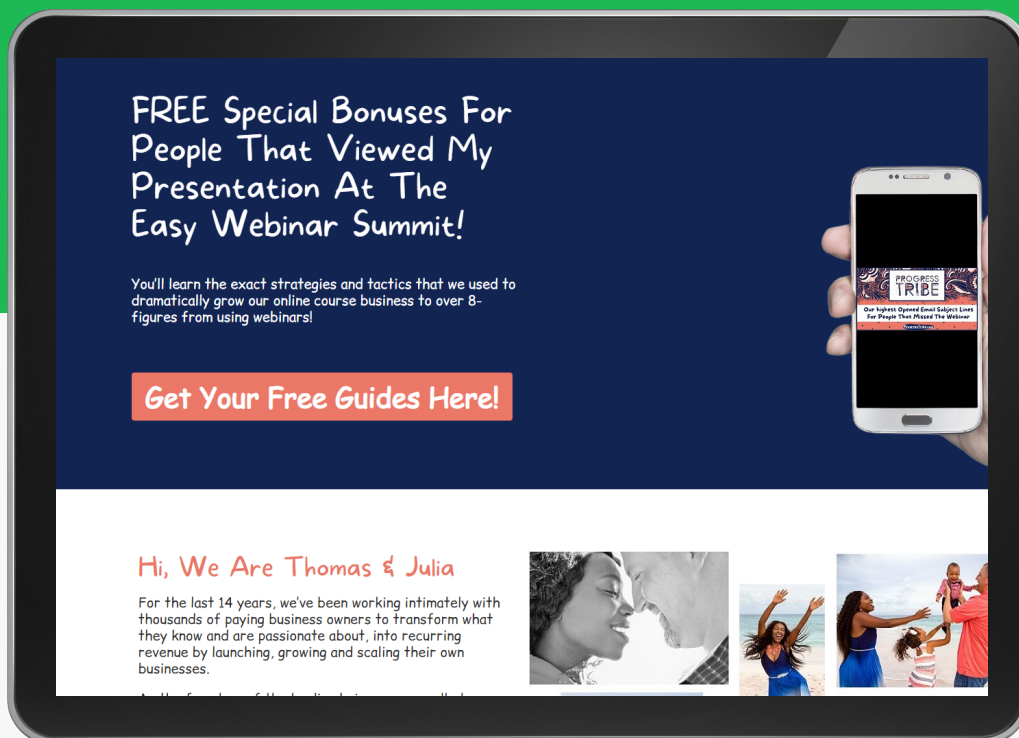 FREE Special Bonuses For
People That Viewed My
Presentation At The
Easy Webinar Summit!
You'll learn the exact strategies and tactics that we used to
dramatically grow our online course business to over 8-
figures from using webinars!
Get Your Free Guides Here!
PROGRESS
TRIBE
Our highest Opened Email Subject Lines
For People That Missed The Webinar
Hi, We Are Thomas & Julia
For the last 14 years, we've been working intimately with
thousands of paying business owners to transform what
they know and are passionate about, into recurring
revenue by launching, growing and scaling their own
businesses.